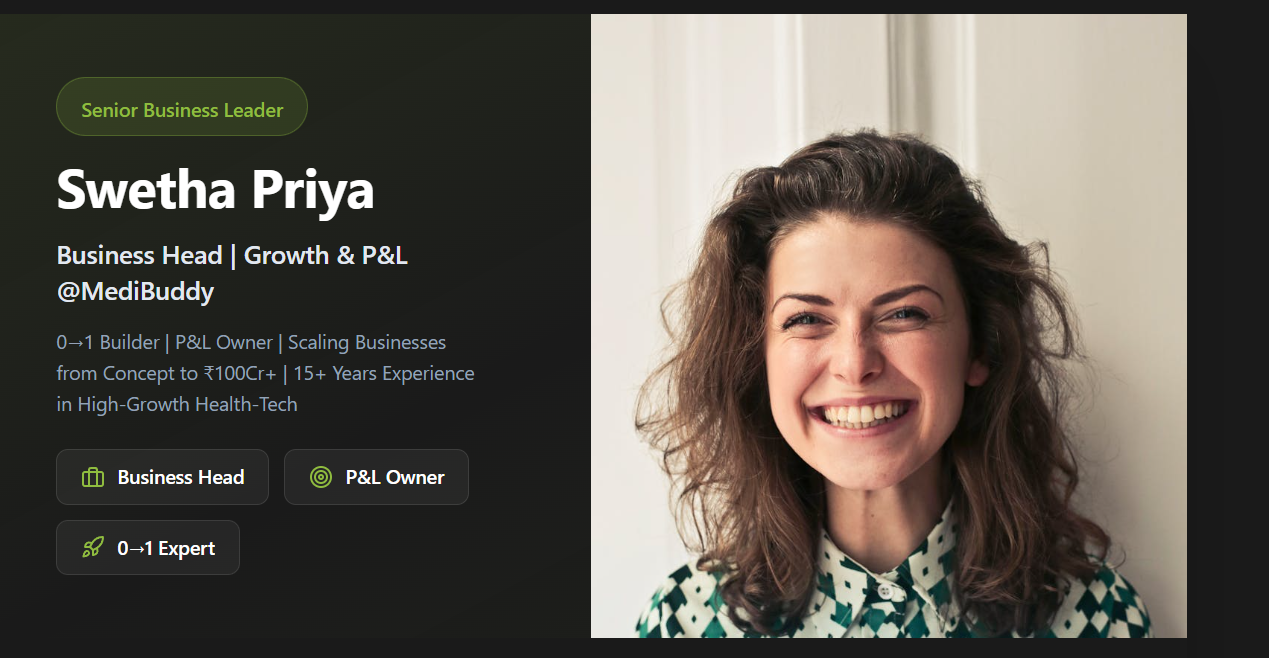 Senior Business Leader
Swetha Priya
Business Head | Growth & P&L
@MediBuddy
0→1 Builder | P&L Owner | Scaling Businesses
from Concept to ₹100Cr+ | 15+ Years Experience
in High-Growth Health-Tech
Business Head
P&L Owner
0→1 Expert